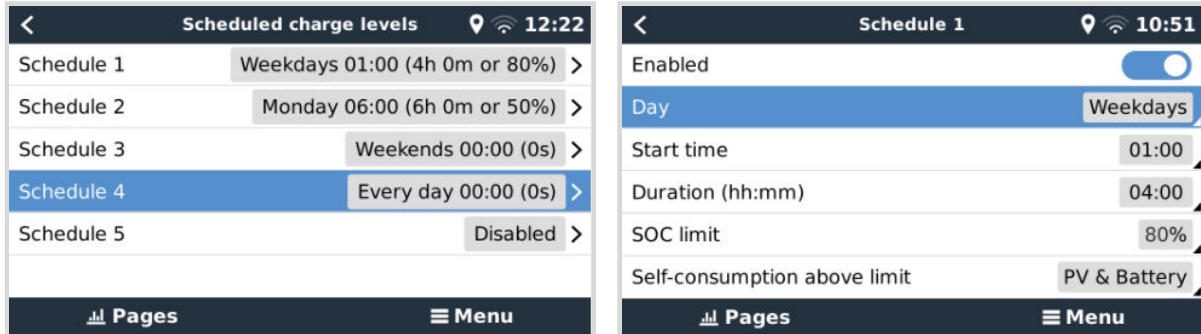 Scheduled charge levels 12:22
Schedule 1 Weekdays 01:00 (4h 0m or 80%)
Schedule 2 Monday 06:00 (6h 0m or 50%)
Schedule 3 Weekends 00:00 (0s)
Schedule 4 Every day 00:00 (0s)
Schedule 5 Disabled
Pages Menu
Schedule 1 10:51
Enabled
Day Weekdays
Start time 01:00
Duration (hh:mm) 04:00
SOC limit 80%
Self-consumption above limit PV & Battery
Pages Menu